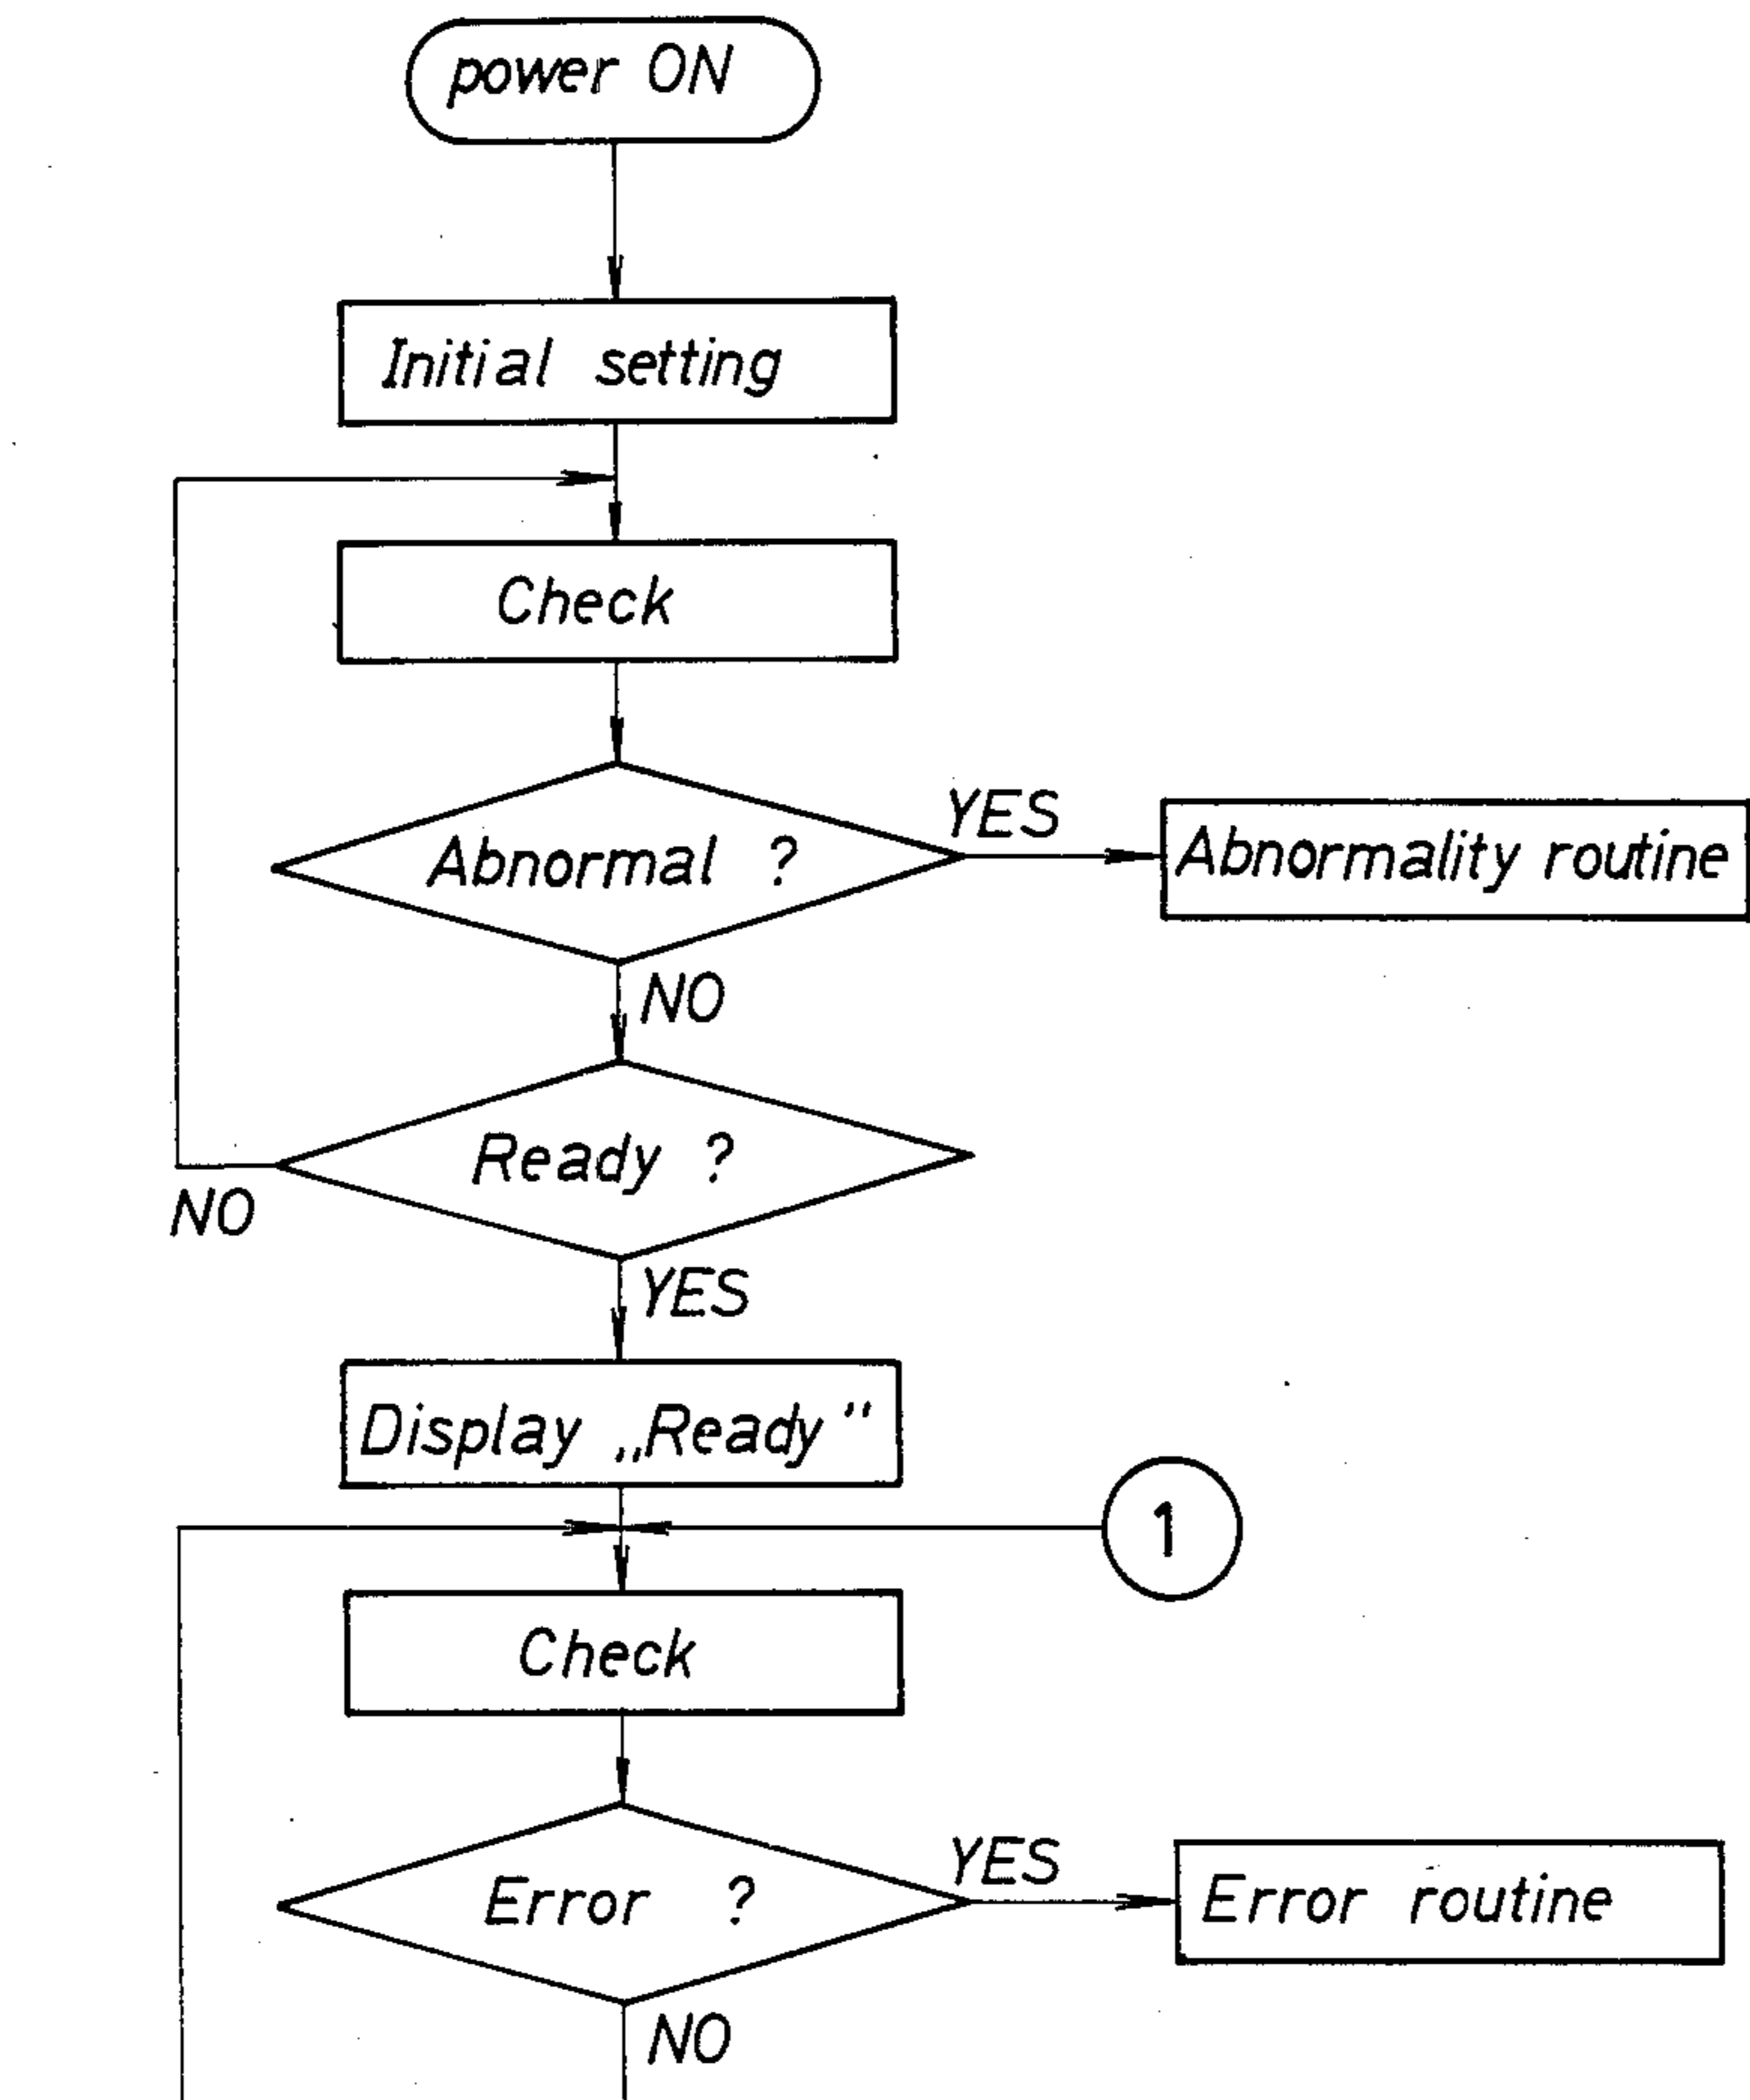 power ON
Initial setting
Check
Abnormal ?
YES
Abnormality routine
NO
Ready ?
NO
YES
Display „Ready“
1
Check
Error ?
YES
Error routine
NO